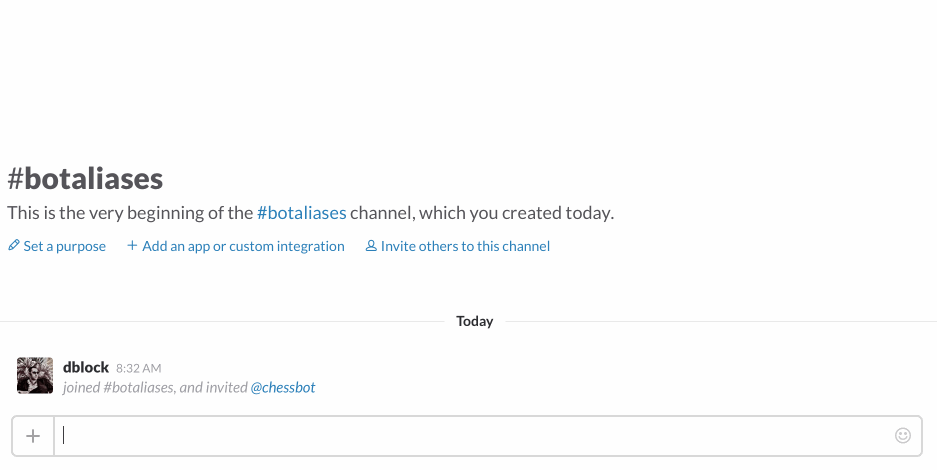 #botaliases
This is the very beginning of the #botaliases channel, which you created today.
Set a purpose + Add an app or custom integration Invite others to this channel
Today
dblock 8:32 AM
joined #botaliases, and invited @chessbot
+